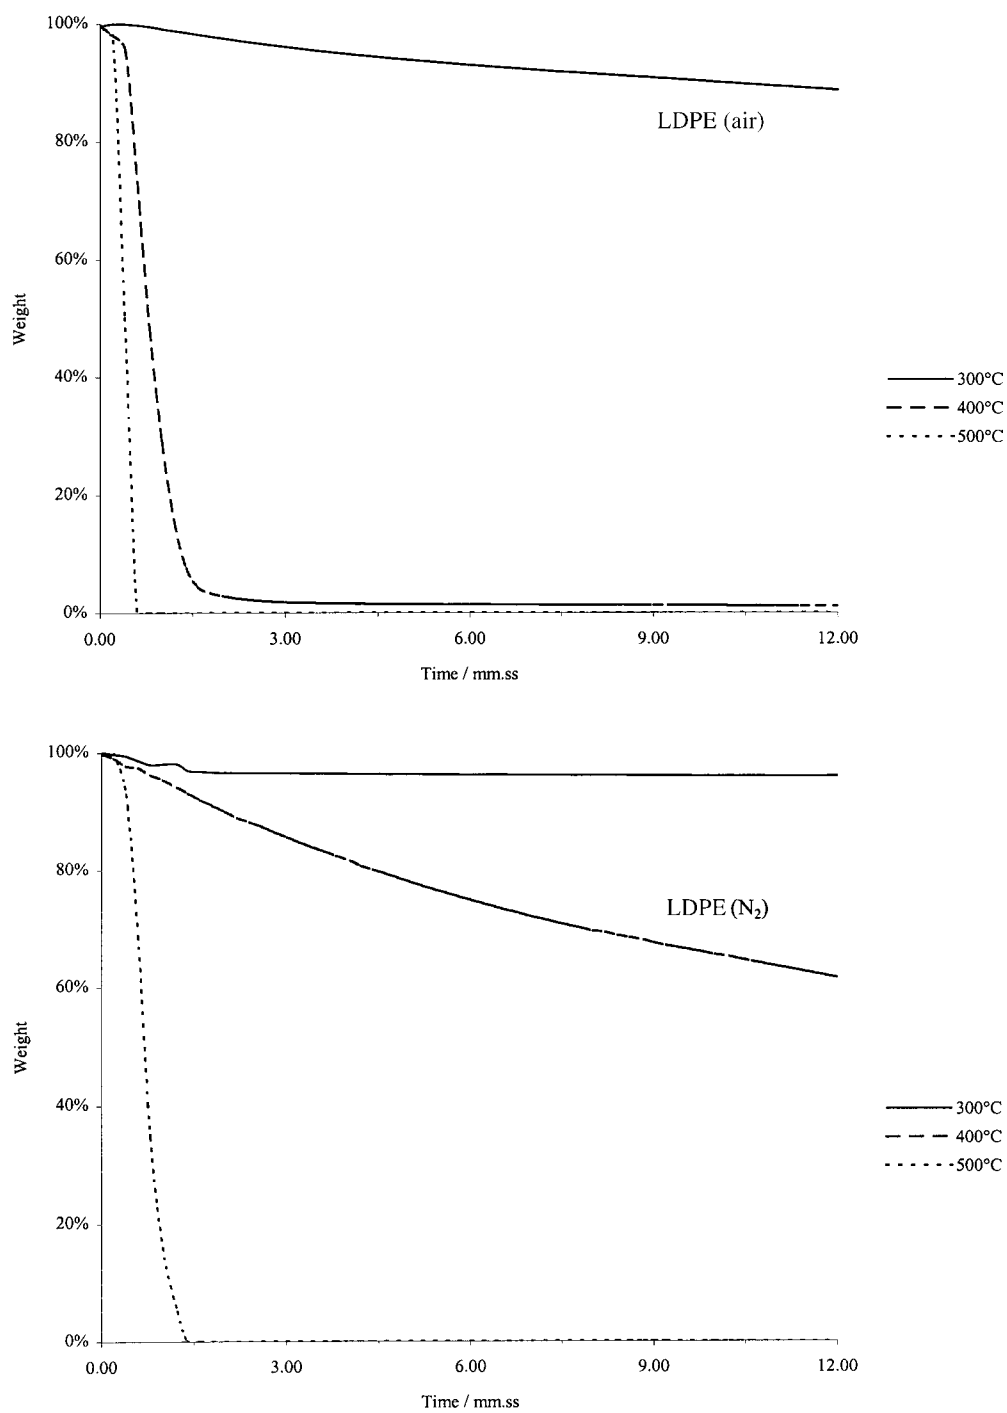 100%
80%
60%
40%
20%
0%
Weight
LDPE (air)
300°C
400°C
500°C
0.00 3.00 6.00 9.00 12.00
Time / mm.ss
100%
80%
60%
40%
20%
0%
Weight
LDPE (N₂)
300°C
400°C
500°C
0.00 3.00 6.00 9.00 12.00
Time / mm.ss